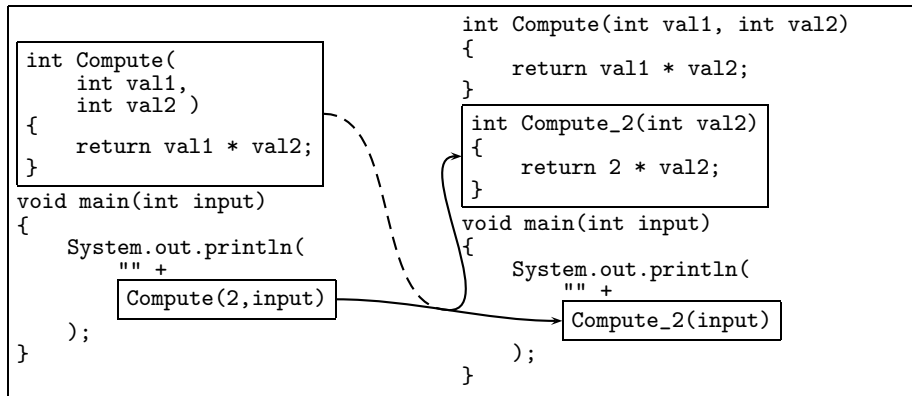 int Compute(
    int val1,
    int val2 )
{
    return val1 * val2;
}
void main(int input)
{
    System.out.println(
        "" +
        Compute(2,input)
    );
}
int Compute(int val1, int val2)
{
    return val1 * val2;
}
int Compute_2(int val2)
{
    return 2 * val2;
}
void main(int input)
{
    System.out.println(
        "" +
        Compute_2(input)
    );
}